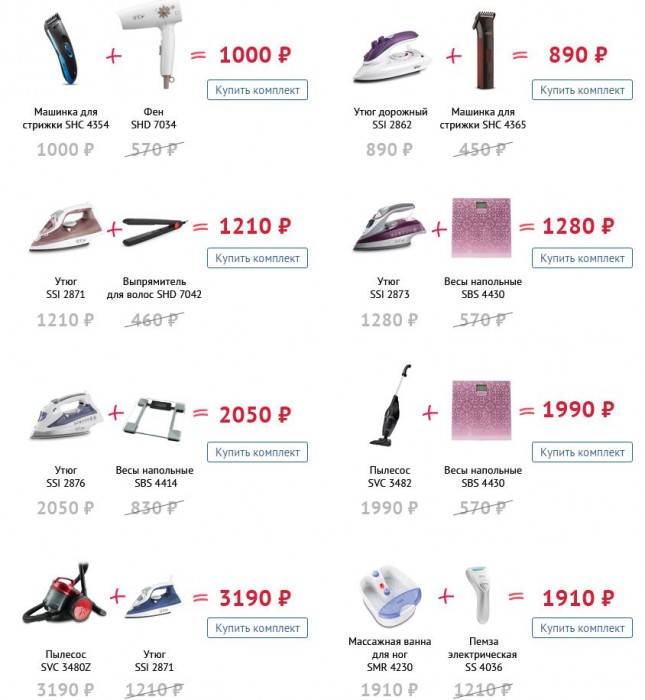 1000 ₽
Купить комплект
Машинка для
стрижки SHC 4354
1000 ₽
Фен
SHD 7034
570 ₽
890 ₽
Купить комплект
Утюг дорожный
SSI 2862
890 ₽
Машинка для
стрижки SHC 4365
450 ₽
1210 ₽
Купить комплект
Утюг
SSI 2871
1210 ₽
Выпрямитель
для волос SHD 7042
460 ₽
1280 ₽
Купить комплект
Утюг
SSI 2873
1280 ₽
Весы напольные
SBS 4430
570 ₽
2050 ₽
Купить комплект
Утюг
SSI 2876
2050 ₽
Весы напольные
SBS 4414
830 ₽
1990 ₽
Купить комплект
Пылесос
SVC 3482
1990 ₽
Весы напольные
SBS 4430
570 ₽
3190 ₽
Купить комплект
Пылесос
SVC 3480Z
3190 ₽
Утюг
SSI 2871
1210 ₽
1910 ₽
Купить комплект
Массажная ванна
для ног
SMR 4230
1910 ₽
Пемза
электрическая
SS 4036
1210 ₽